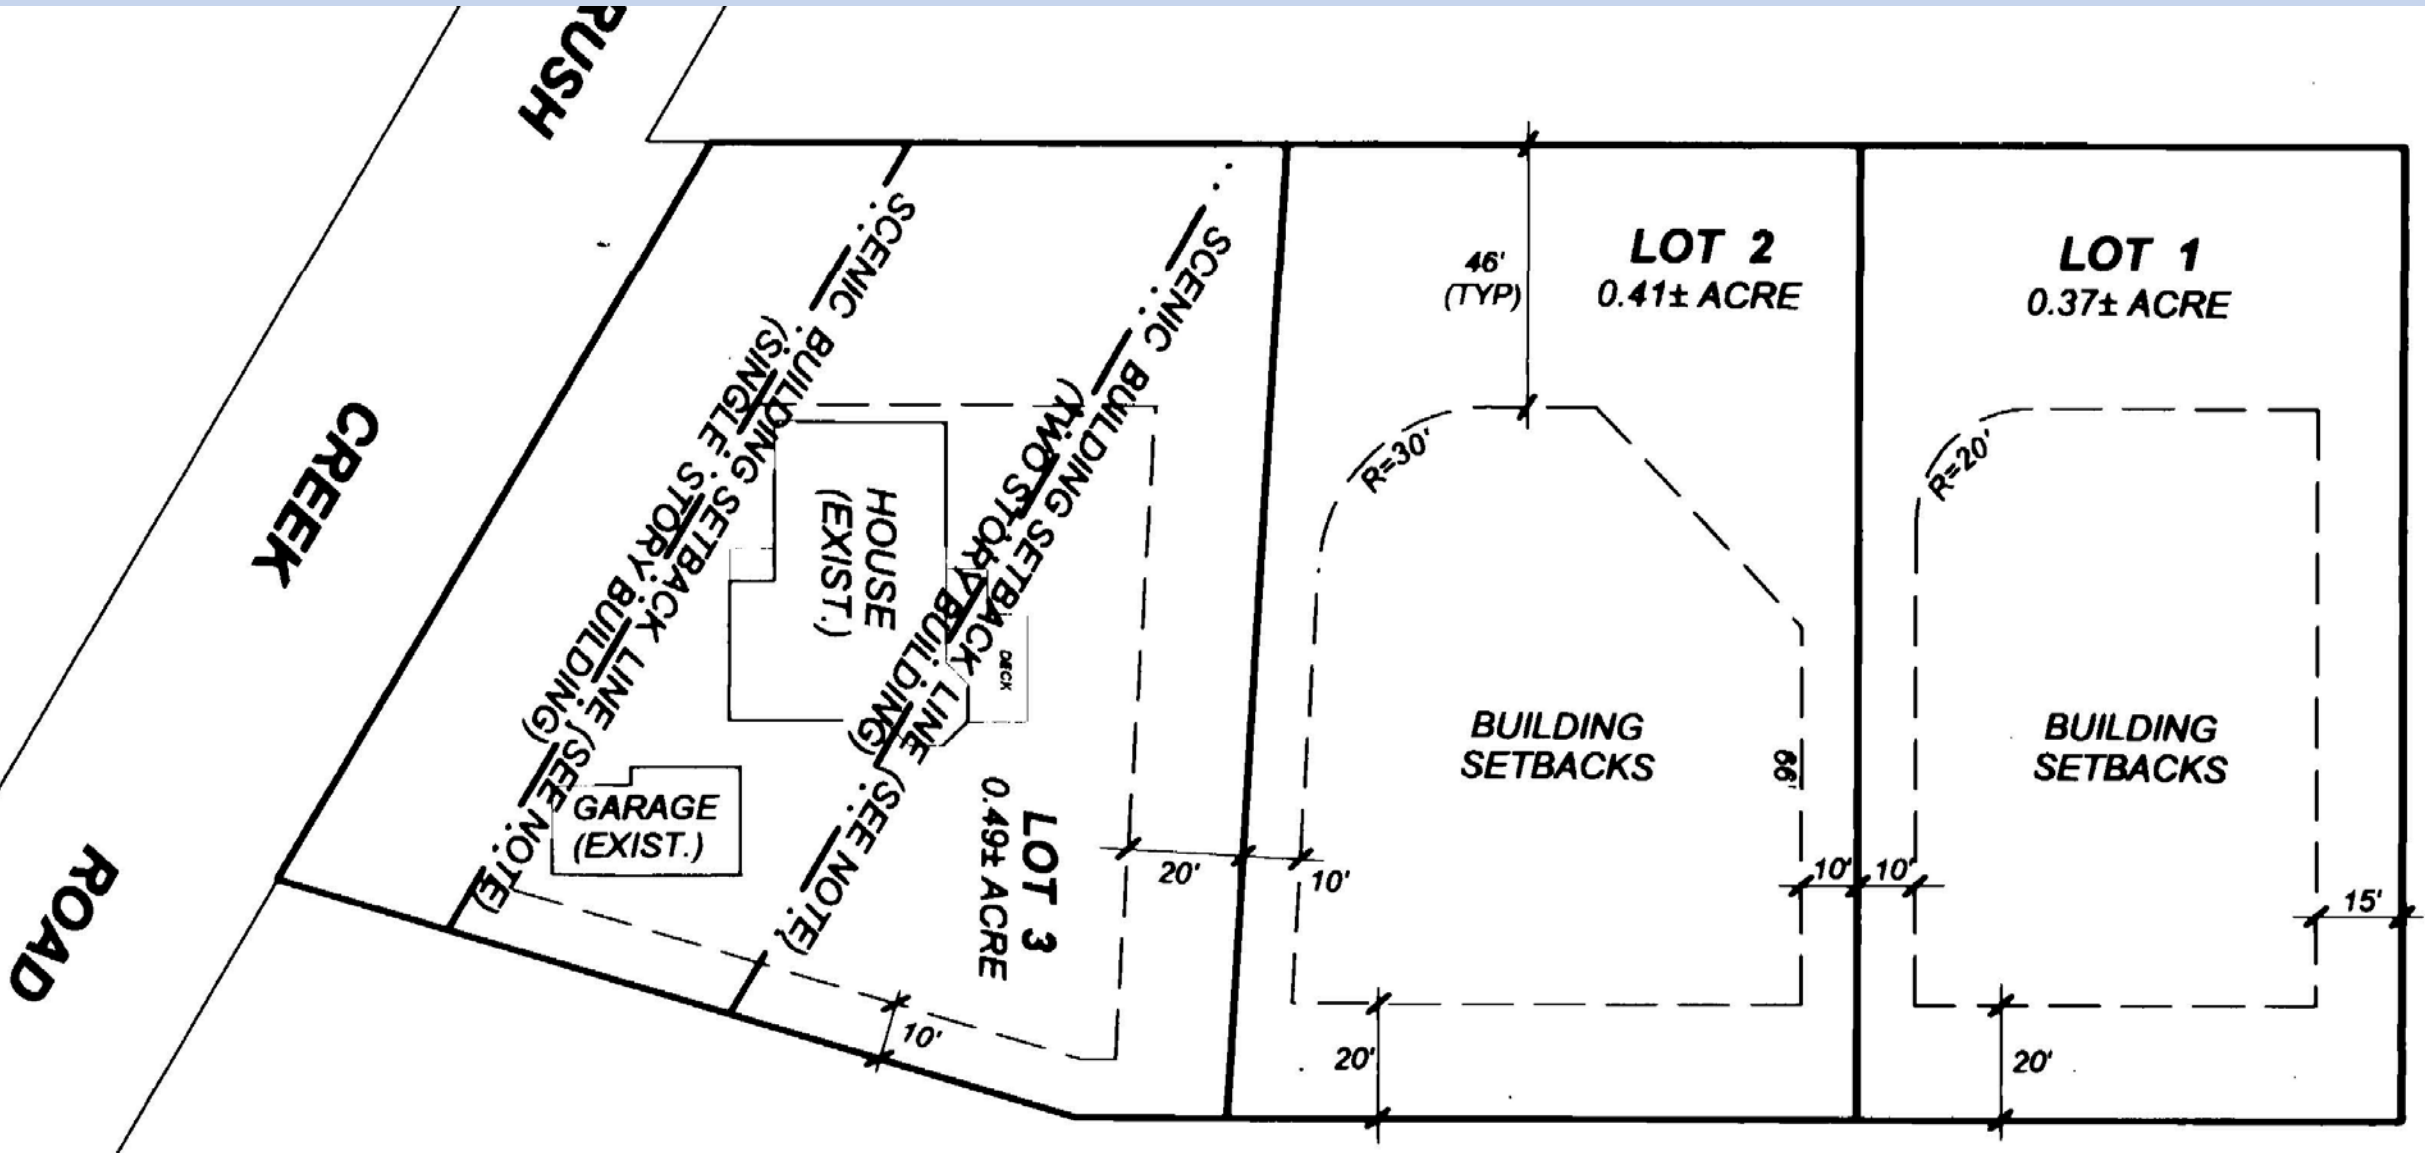 RUSH
CREEK
ROAD
SCENIC BUILDING SETBACK LINE (SEE NOTE)
(SINGLE STORY BUILDING)
SCENIC BUILDING SETBACK LINE (SEE NOTE)
(TWO STORY BUILDING)
HOUSE
(EXIST.)
DECK
GARAGE
(EXIST.)
LOT 3
0.49± ACRE
10'
20'
10'
46'
(TYP)
LOT 2
0.41± ACRE
R=30'
BUILDING
SETBACKS
66'
20'
10'
10'
LOT 1
0.37± ACRE
R=20'
BUILDING
SETBACKS
15'
20'